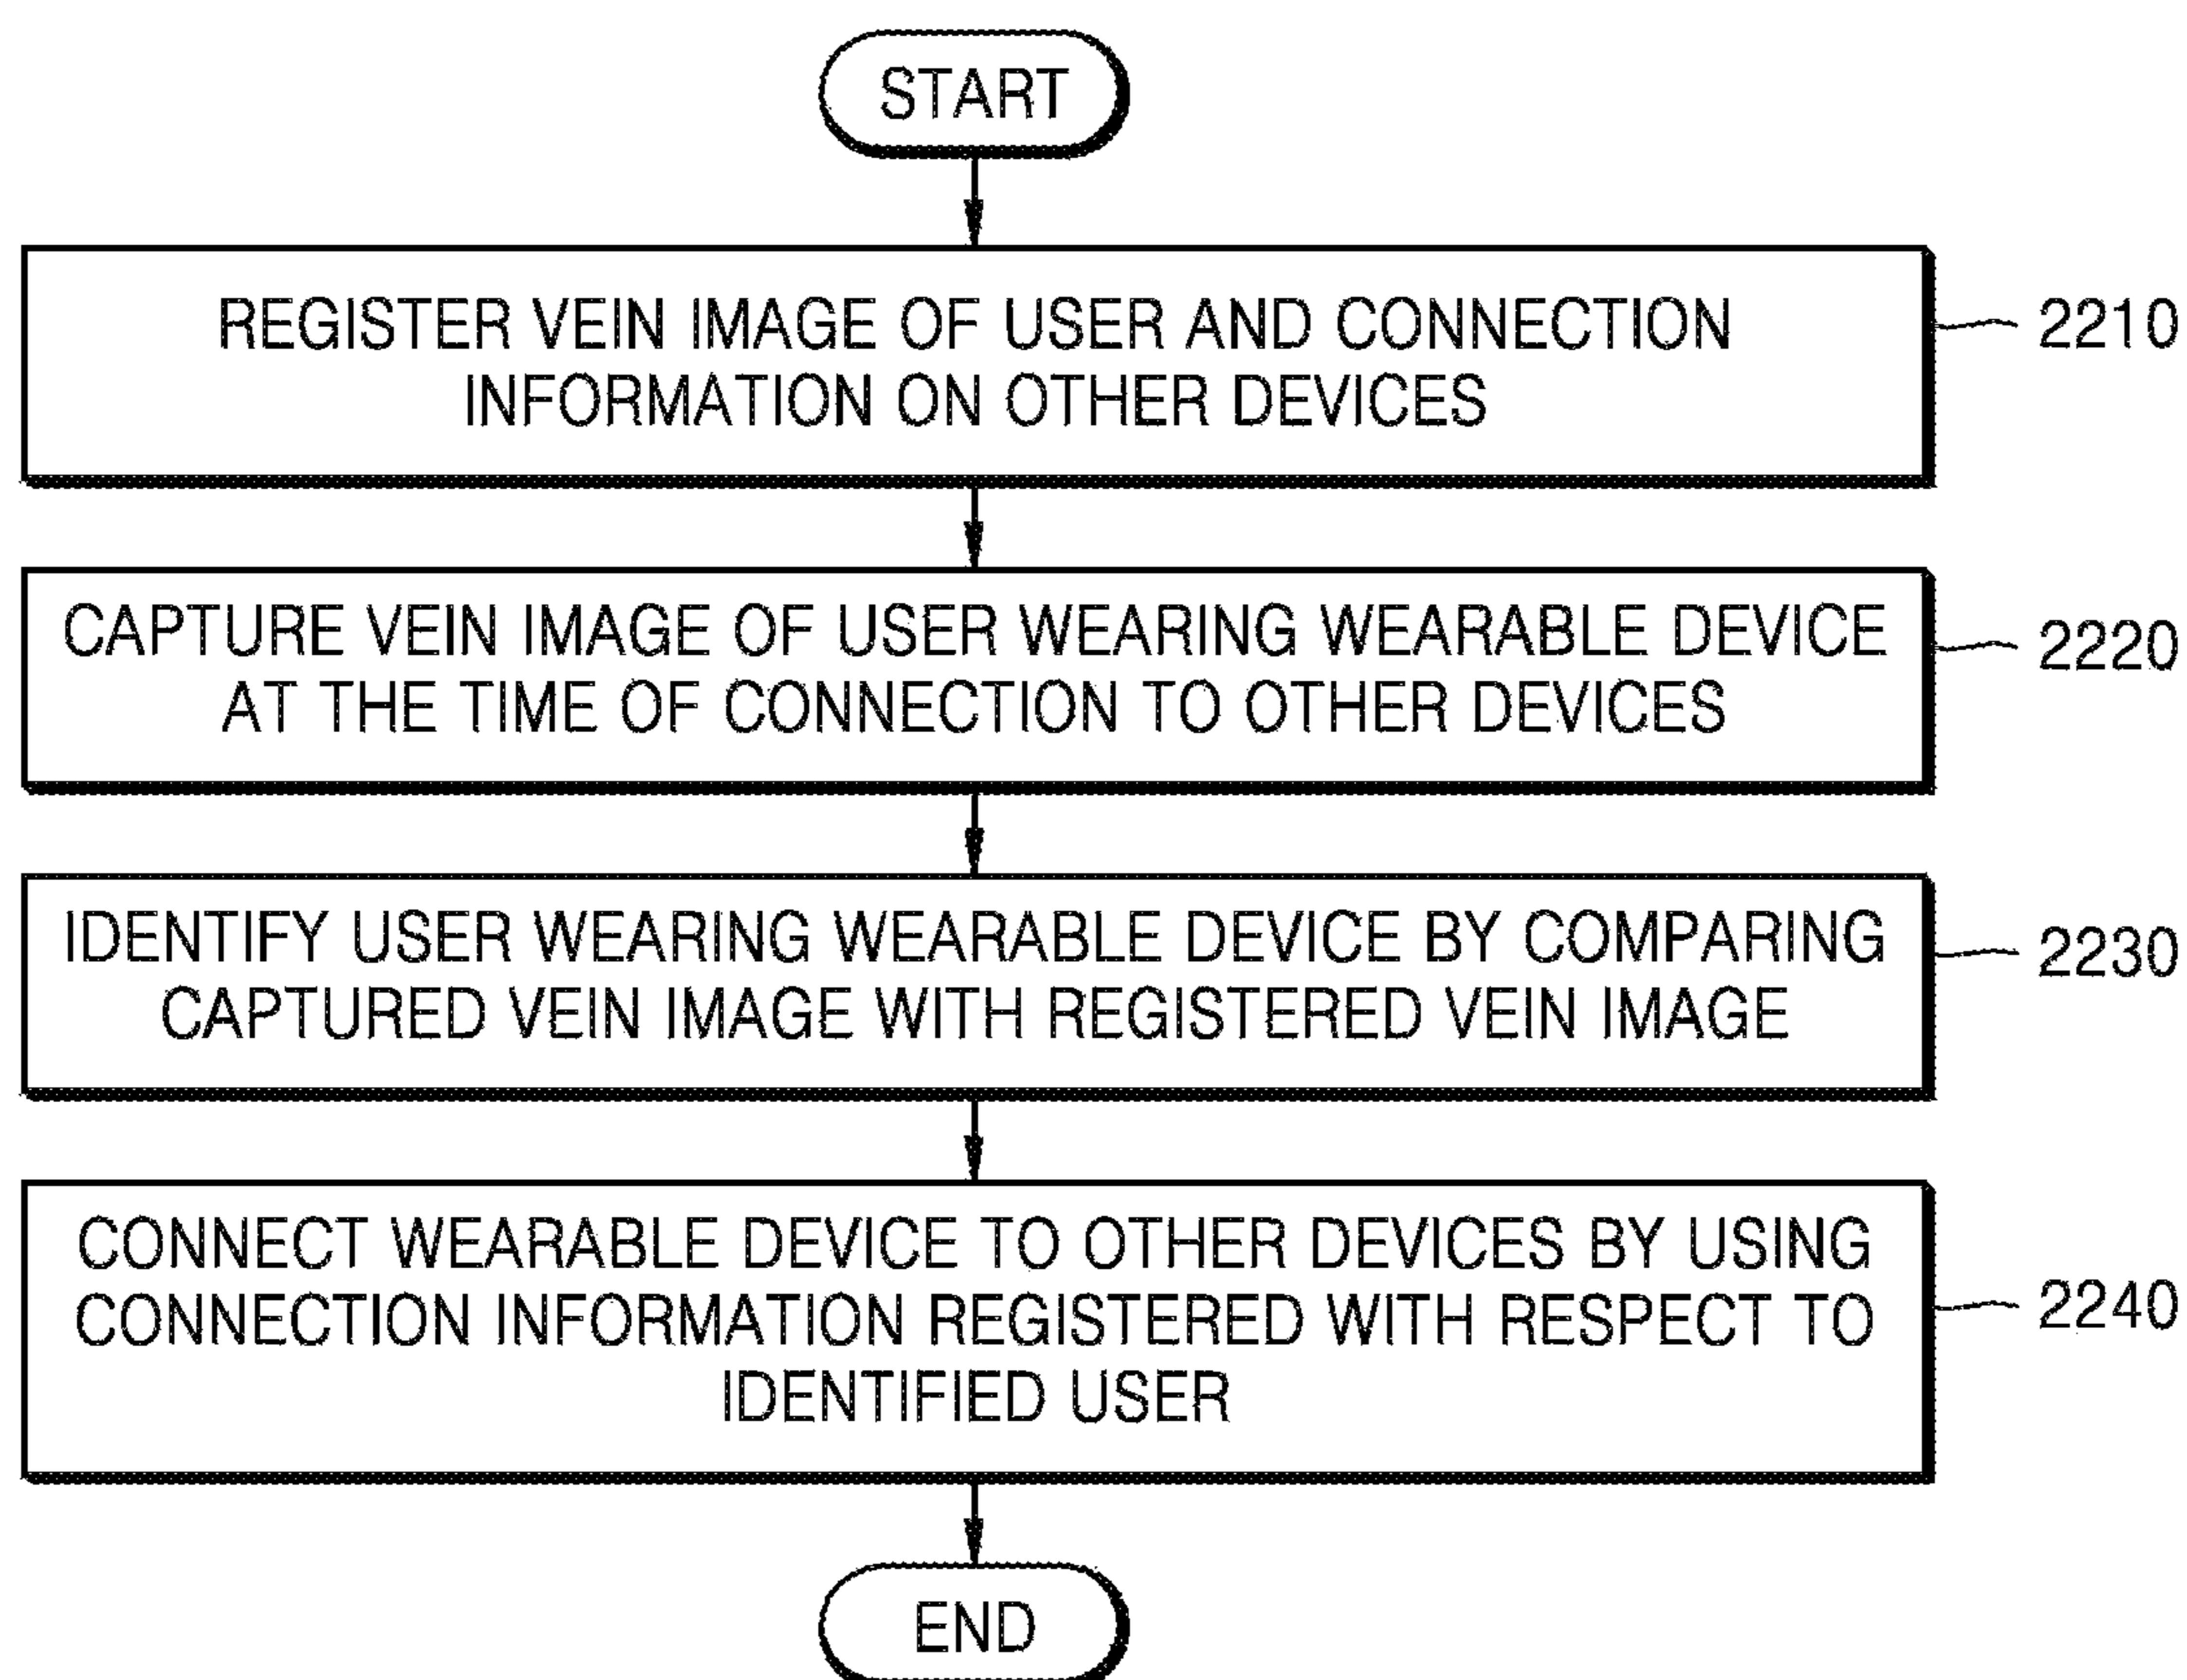 START
REGISTER VEIN IMAGE OF USER AND CONNECTION
INFORMATION ON OTHER DEVICES
2210
CAPTURE VEIN IMAGE OF USER WEARING WEARABLE DEVICE
AT THE TIME OF CONNECTION TO OTHER DEVICES
2220
IDENTIFY USER WEARING WEARABLE DEVICE BY COMPARING
CAPTURED VEIN IMAGE WITH REGISTERED VEIN IMAGE
2230
CONNECT WEARABLE DEVICE TO OTHER DEVICES BY USING
CONNECTION INFORMATION REGISTERED WITH RESPECT TO
IDENTIFIED USER
2240
END